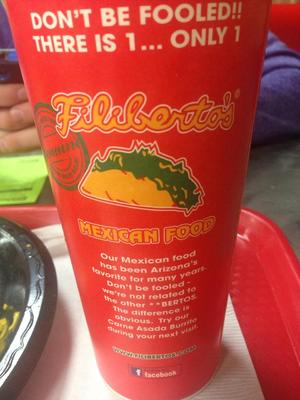 DON'T BE FOOLED!!
THERE IS 1... ONLY 1
Filiberto's®
MEXICAN FOOD
Our Mexican food
has been Arizona's
favorite for many years.
Don't be fooled -
we're not related to
the other **BERTOS.
The difference is
obvious. Try our
Carne Asada Burrito
during your next visit
WWW.FILIBERTOS.COM
f facebook